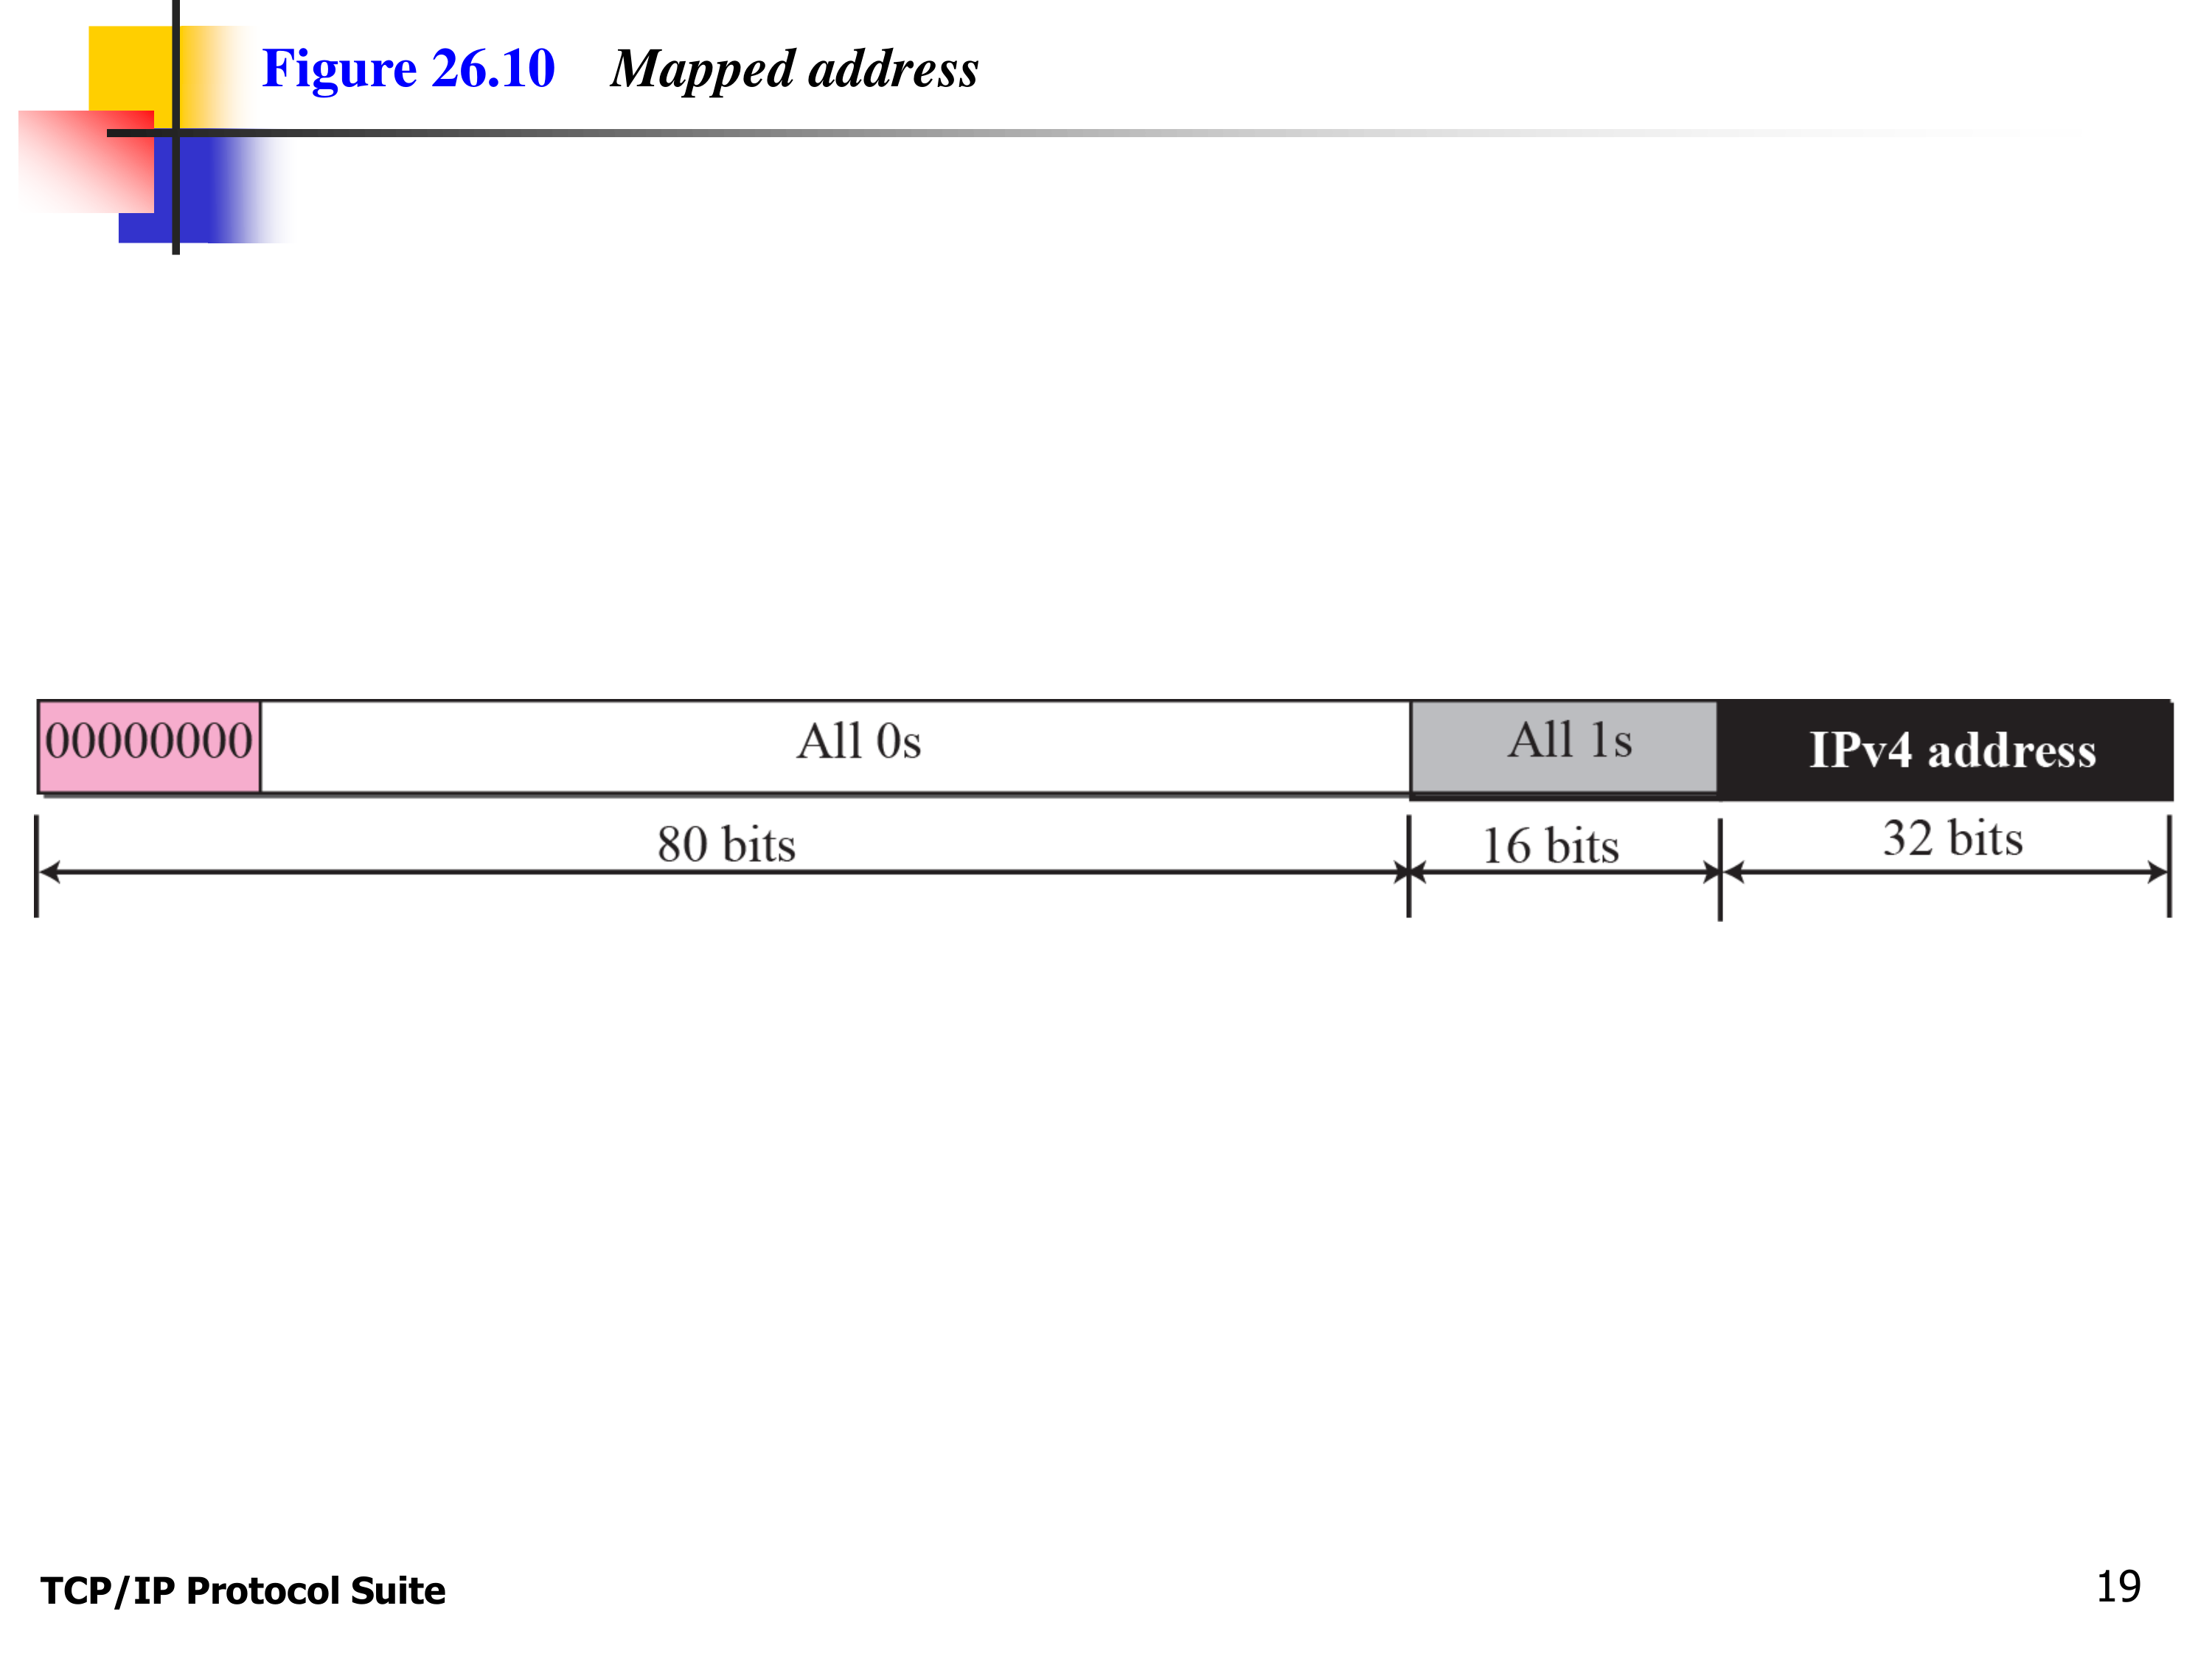 Figure 26.10 Mapped address
00000000 All 0s All 1s IPv4 address
80 bits 16 bits 32 bits
TCP/IP Protocol Suite 19